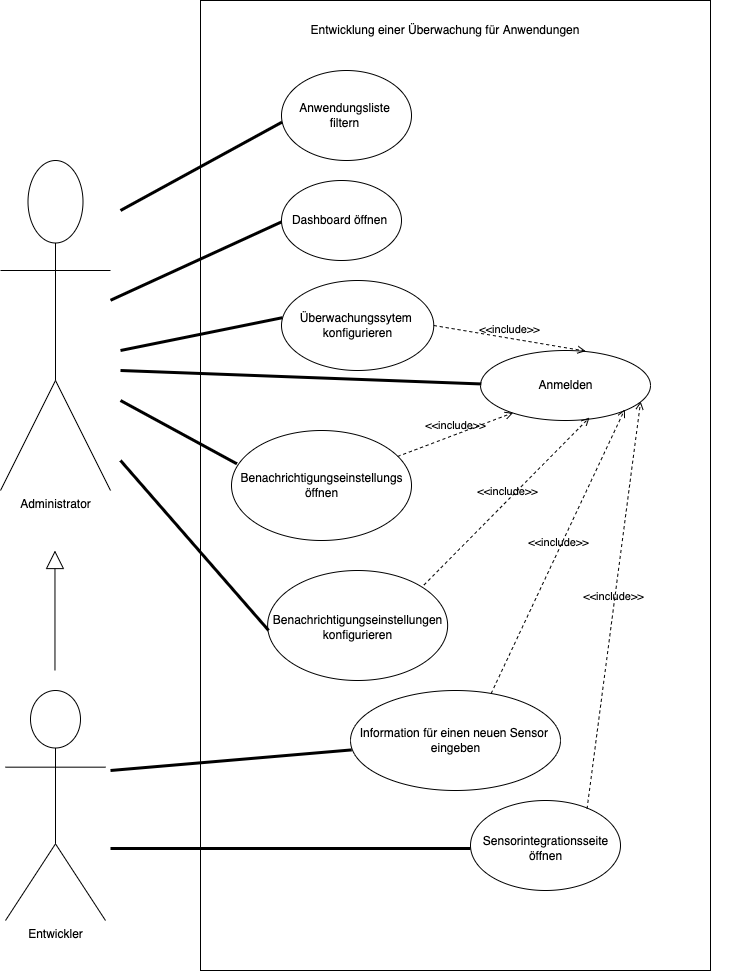 Entwicklung einer Überwachung für Anwendungen
Anwendungsliste
filtern
Dashboard öffnen
Überwachungssytem
konfigurieren
<<include>>
Anmelden
<<include>>
Benachrichtigungseinstellungs
öffnen
<<include>>
Administrator
<<include>>
<<include>>
Benachrichtigungseinstellungen
konfigurieren
Information für einen neuen Sensor
eingeben
Sensorintegrationsseite
öffnen
Entwickler